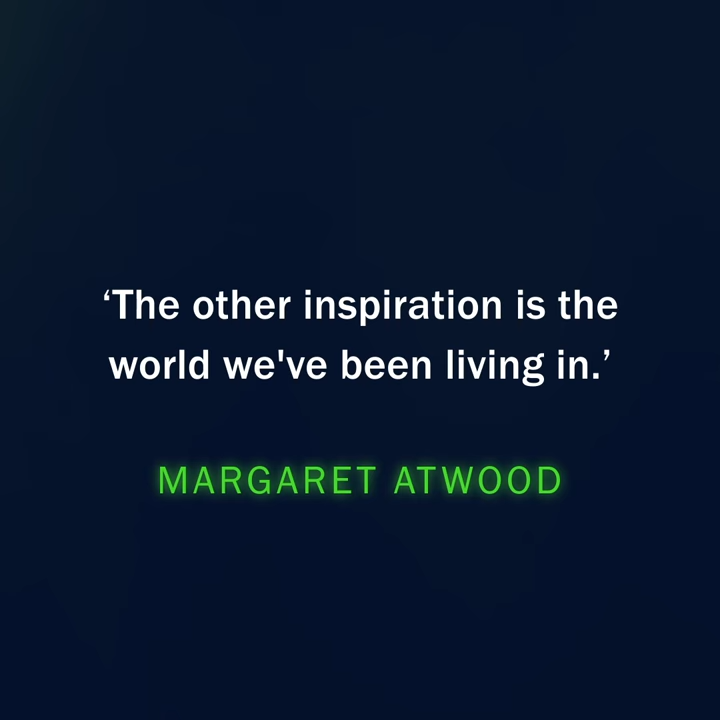 ‘The other inspiration is the
world we've been living in.’
MARGARET ATWOOD